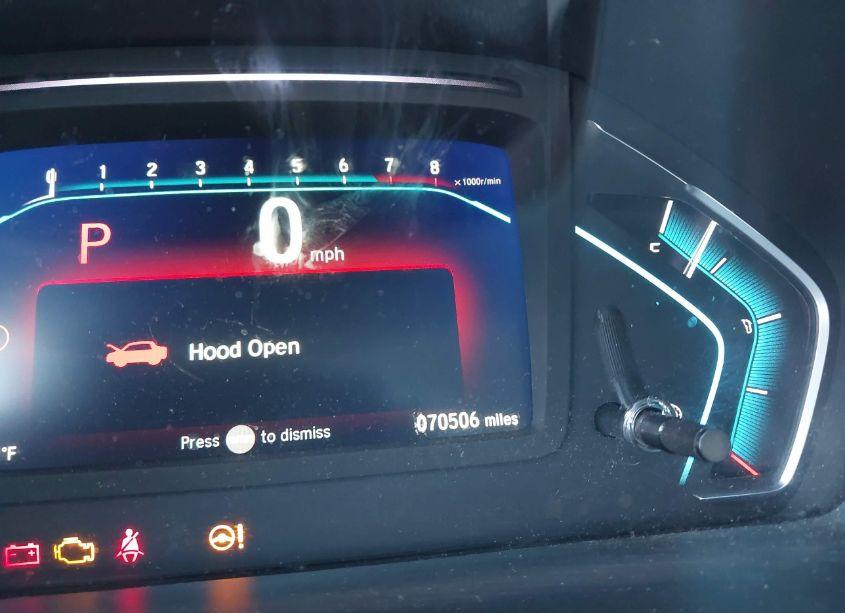 0 1 2 3 4 5 6 7 8 ×1000r/min
P 0 mph
Hood Open
Press to dismiss
070506 miles
°F